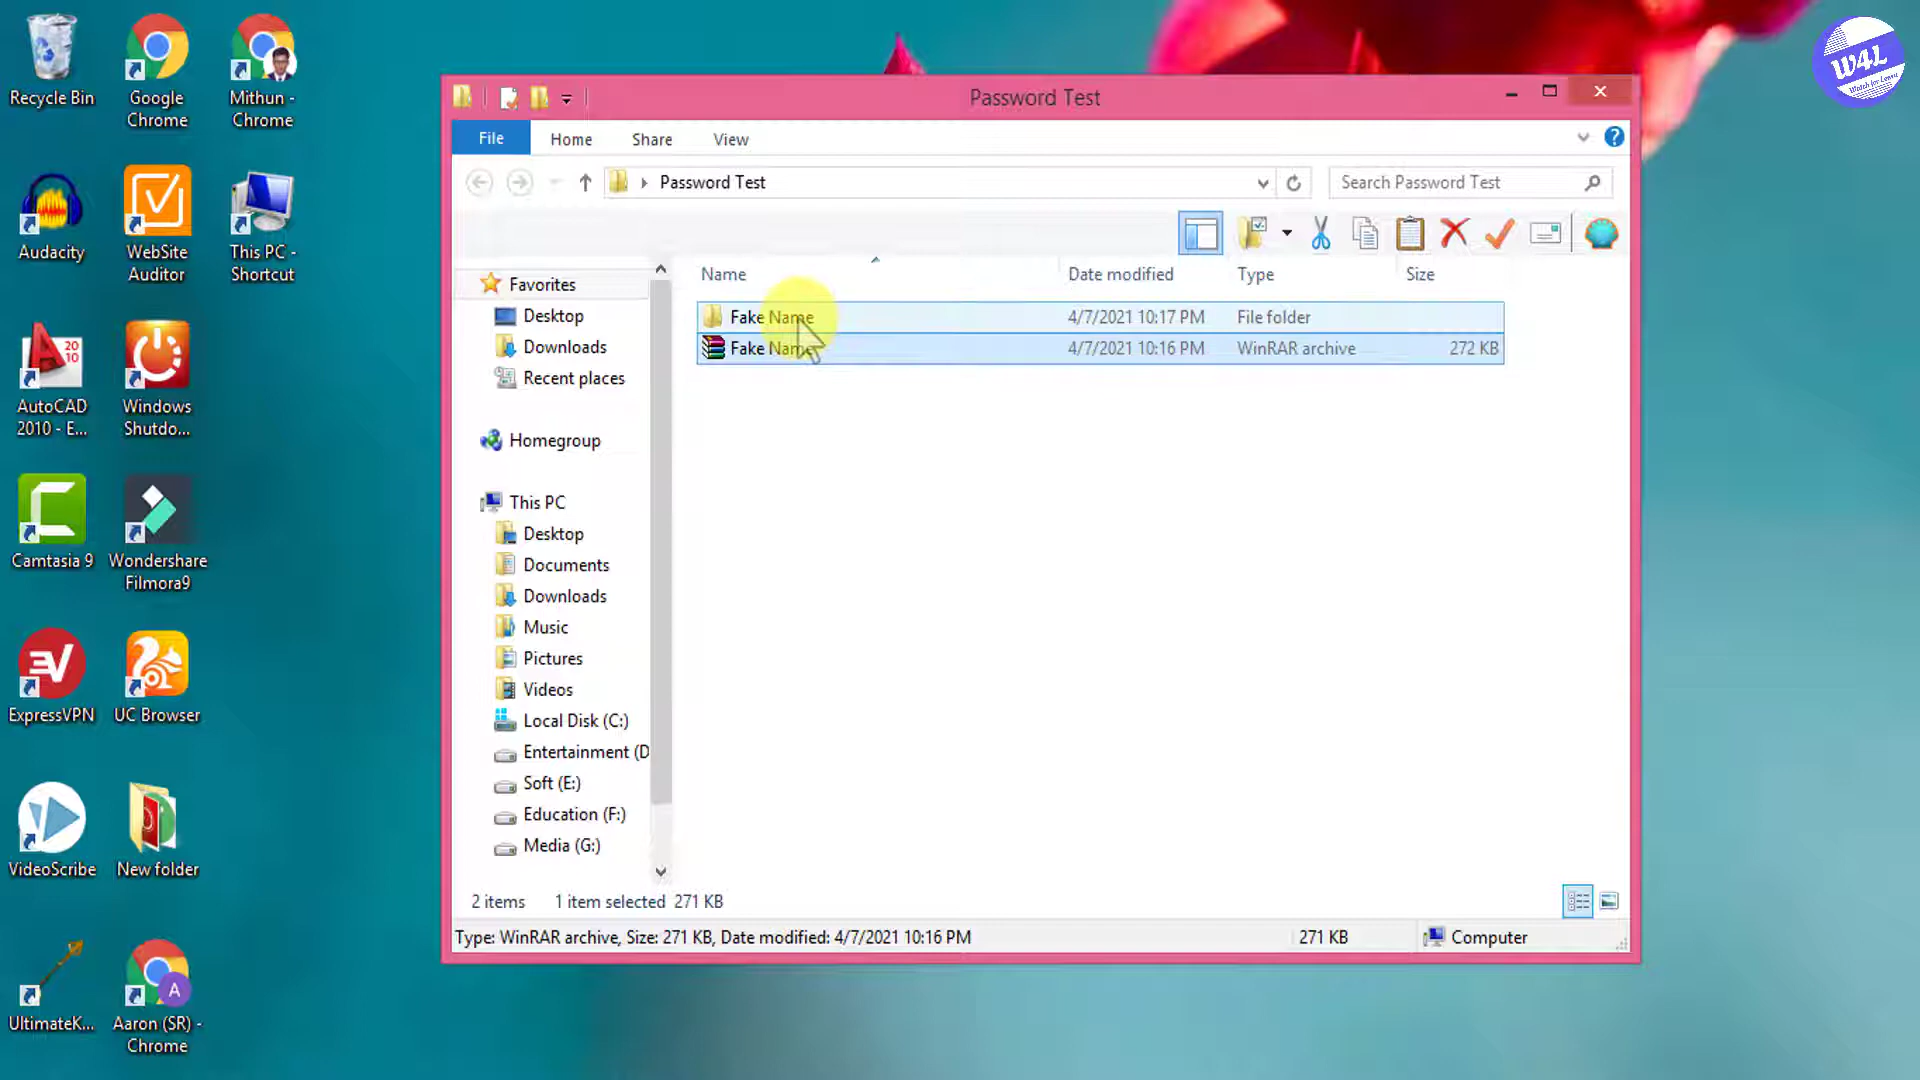 Recycle Bin
Google
Chrome
Mithun -
Chrome
Audacity
WebSite
Auditor
This PC -
Shortcut
AutoCAD
2010 - E...
Windows
Shutdo...
Camtasia 9
Wondershare
Filmora9
ExpressVPN
UC Browser
VideoScribe
New folder
UltimateK...
Aaron (SR) -
Chrome
Password Test
File
Home
Share
View
Password Test
Search Password Test
Name
Date modified
Type
Size
Fake Name
4/7/2021 10:17 PM
File folder
Fake Name
4/7/2021 10:16 PM
WinRAR archive
272 KB
Favorites
Desktop
Downloads
Recent places
Homegroup
This PC
Desktop
Documents
Downloads
Music
Pictures
Videos
Local Disk (C:)
Entertainment (D
Soft (E:)
Education (F:)
Media (G:)
2 items
1 item selected 271 KB
Type: WinRAR archive, Size: 271 KB, Date modified: 4/7/2021 10:16 PM
271 KB
Computer
W4L
Watch for Learn
2010
A